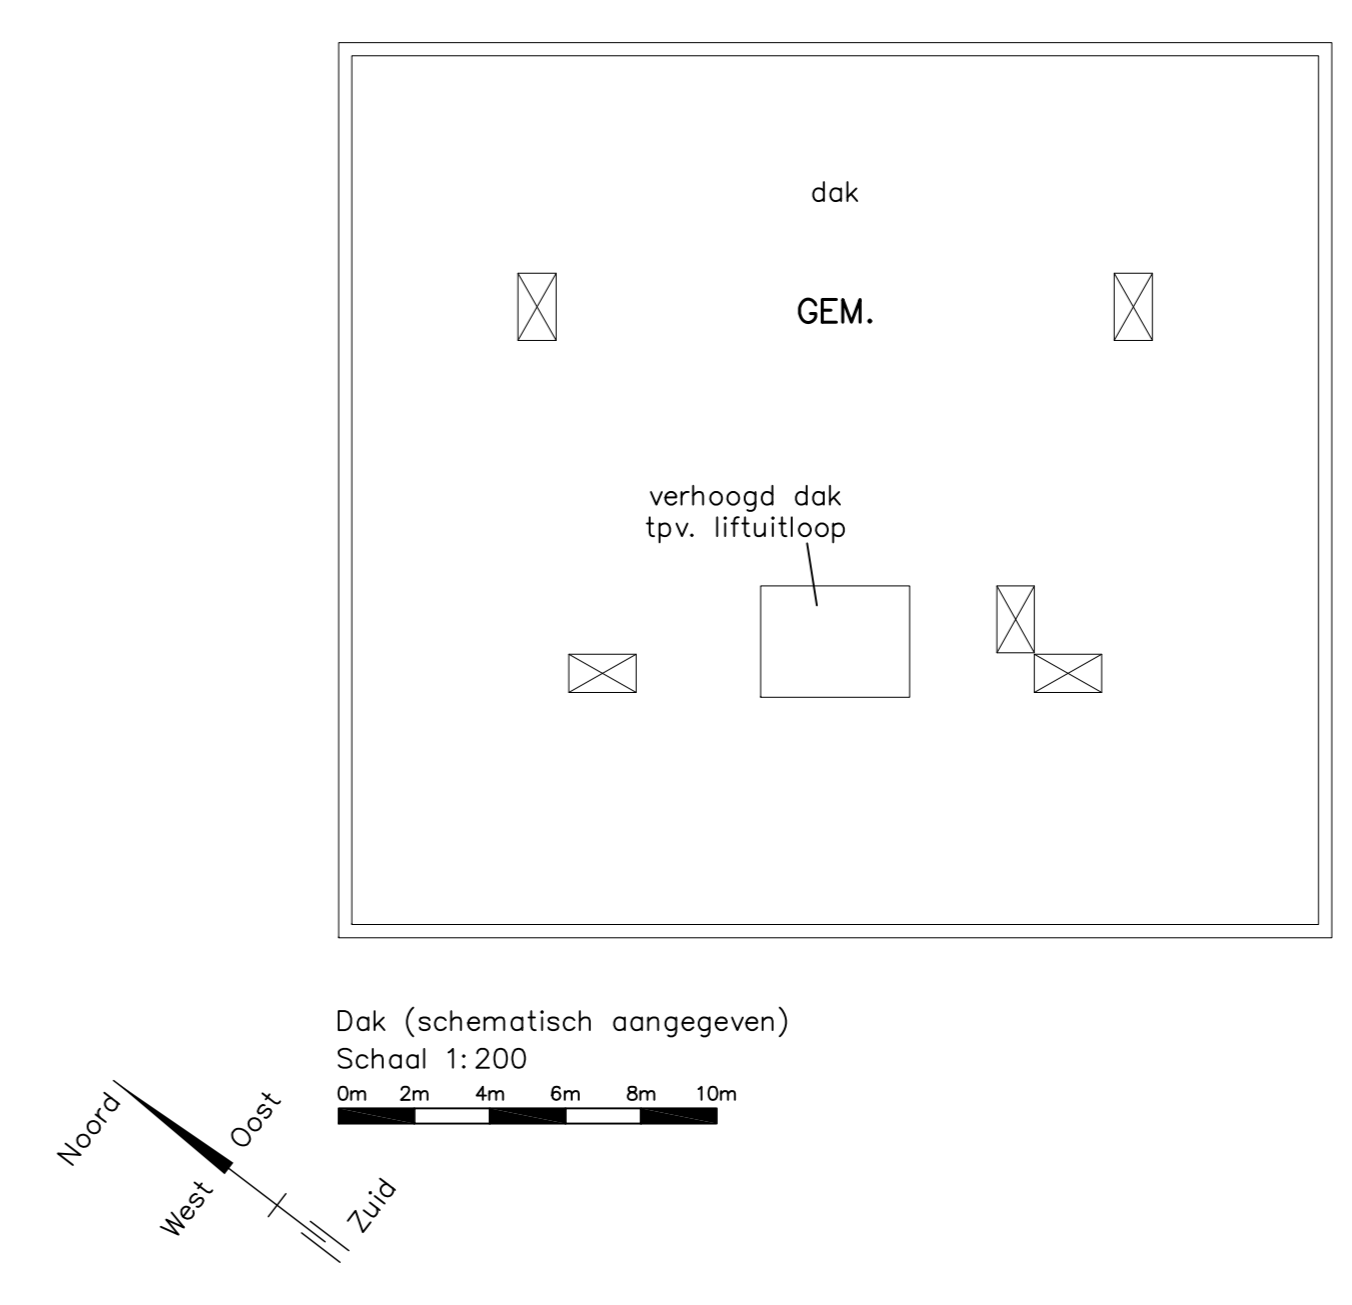 dak
GEM.
verhoogd dak
tpv. liftuitloop
Dak (schematisch aangegeven)
Schaal 1:200
0m 2m 4m 6m 8m 10m
Noord
Oost
West
Zuid